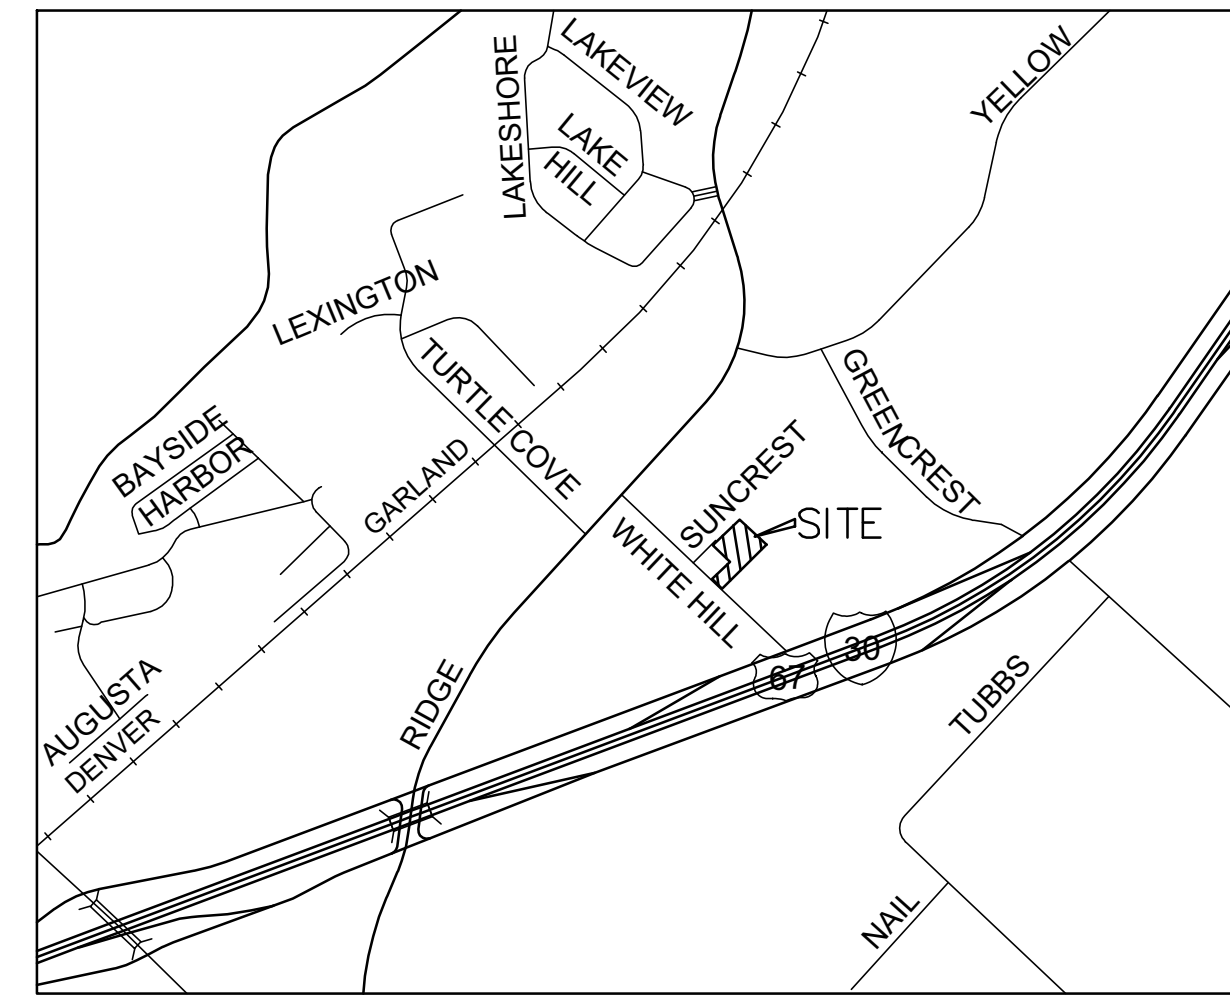 LAKESHORE
LAKEVIEW
LAKE
HILL
YELLOW
LEXINGTON
TURTLE COVE
GREENCREST
BAYSIDE
HARBOR
GARLAND
SUNCREST
SITE
WHITE HILL
30
67
AUGUSTA
DENVER
RIDGE
TUBBS
NAIL